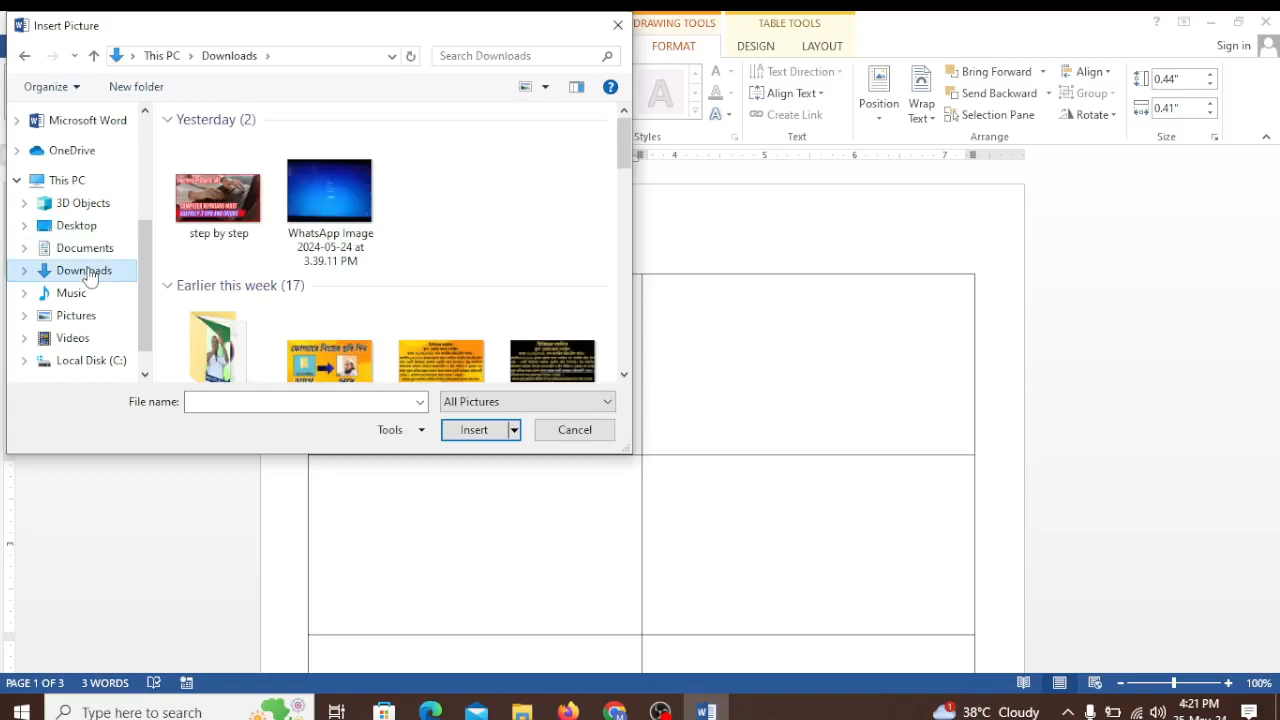 Insert Picture
DRAWING TOOLS
TABLE TOOLS
FORMAT
DESIGN
LAYOUT
Sign in
This PC
Downloads
Search Downloads
Organize
New folder
Text Direction
Align Text
Create Link
Position
Wrap
Text
Bring Forward
Send Backward
Selection Pane
Align
Group
Rotate
0.44"
0.41"
Styles
Text
Arrange
Size
Microsoft Word
OneDrive
This PC
3D Objects
Desktop
Documents
Downloads
Music
Pictures
Videos
Local Disk (C:)
Yesterday (2)
step by step
WhatsApp Image
2024-05-24 at
3.39.11 PM
Earlier this week (17)
4
5
6
7
File name:
All Pictures
Tools
Insert
Cancel
PAGE 1 OF 3
3 WORDS
100%
Type here to search
38°C Cloudy
4:21 PM